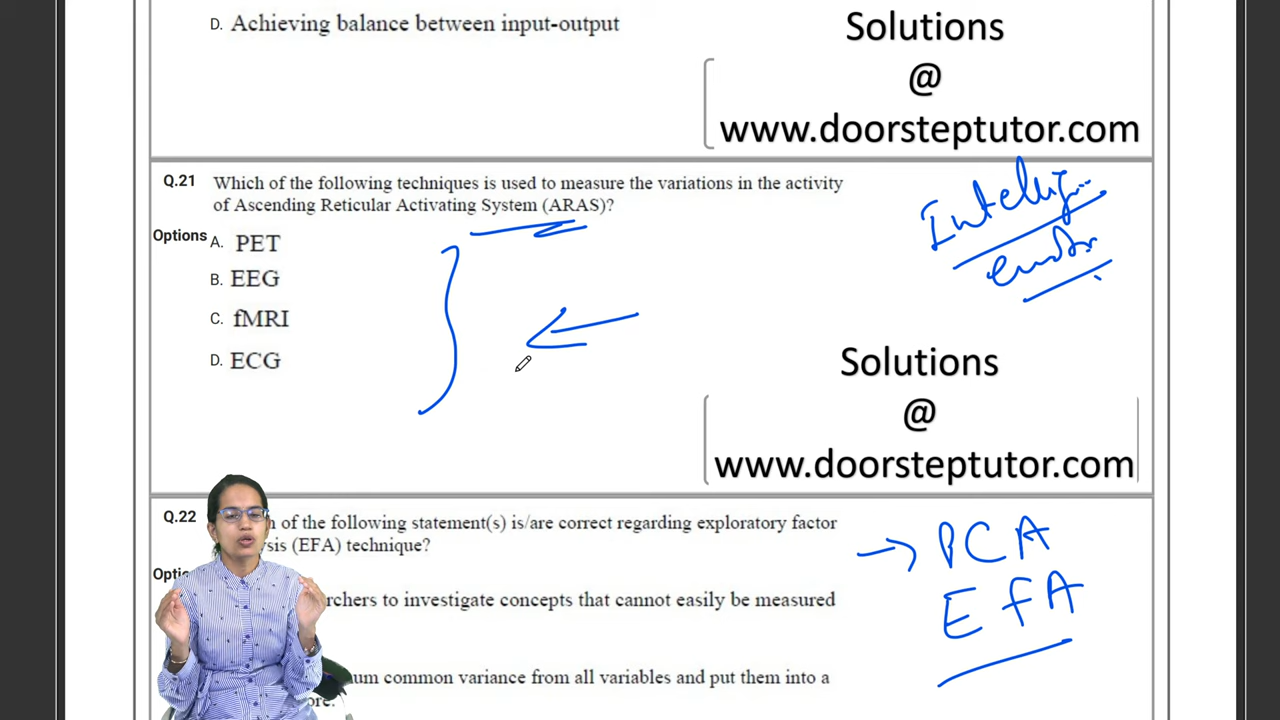 D. Achieving balance between input-output
Solutions
@
www.doorsteptutor.com
Q.21 Which of the following techniques is used to measure the variations in the activity
of Ascending Reticular Activating System (ARAS)?
Options A. PET
B. EEG
C. fMRI
D. ECG
Solutions
@
www.doorsteptutor.com
Q.22 of the following statement(s) is/are correct regarding exploratory factor
(EFA) technique?
to investigate concepts that cannot easily be measured
common variance from all variables and put them into a
PCA
EFA